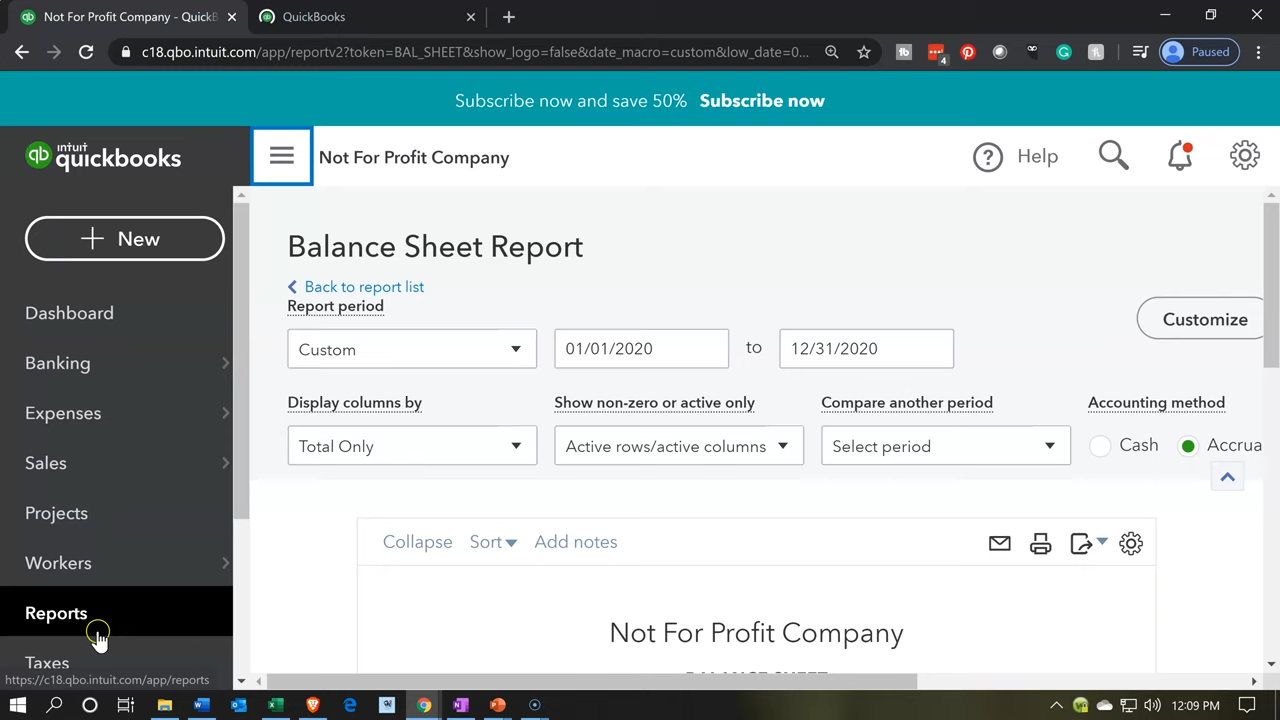 Not For Profit Company - QuickB
QuickBooks
c18.qbo.intuit.com/app/reportv2?token=BAL_SHEET&show_logo=false&date_macro=custom&low_date=0...
4
Paused
Subscribe now and save 50% Subscribe now
intuit
quickbooks
Not For Profit Company
Help
New
Dashboard
Banking
Expenses
Sales
Projects
Workers
Reports
Taxes
Balance Sheet Report
Back to report list
Report period
Custom
01/01/2020
to
12/31/2020
Customize
Display columns by
Show non-zero or active only
Compare another period
Accounting method
Total Only
Active rows/active columns
Select period
Cash
Accrua
Collapse
Sort
Add notes
Not For Profit Company
BALANCE SHEET
https://c18.qbo.intuit.com/app/reports
12:09 PM